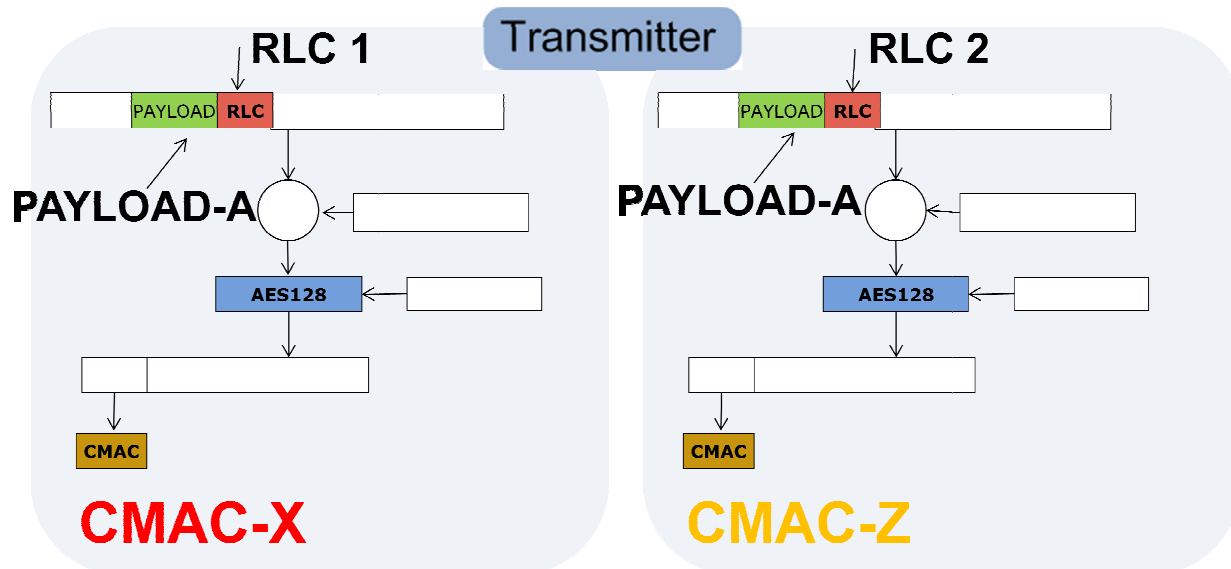 Transmitter
RLC 1
PAYLOAD RLC
PAYLOAD-A
AES128
CMAC
CMAC-X
RLC 2
PAYLOAD RLC
PAYLOAD-A
AES128
CMAC
CMAC-Z